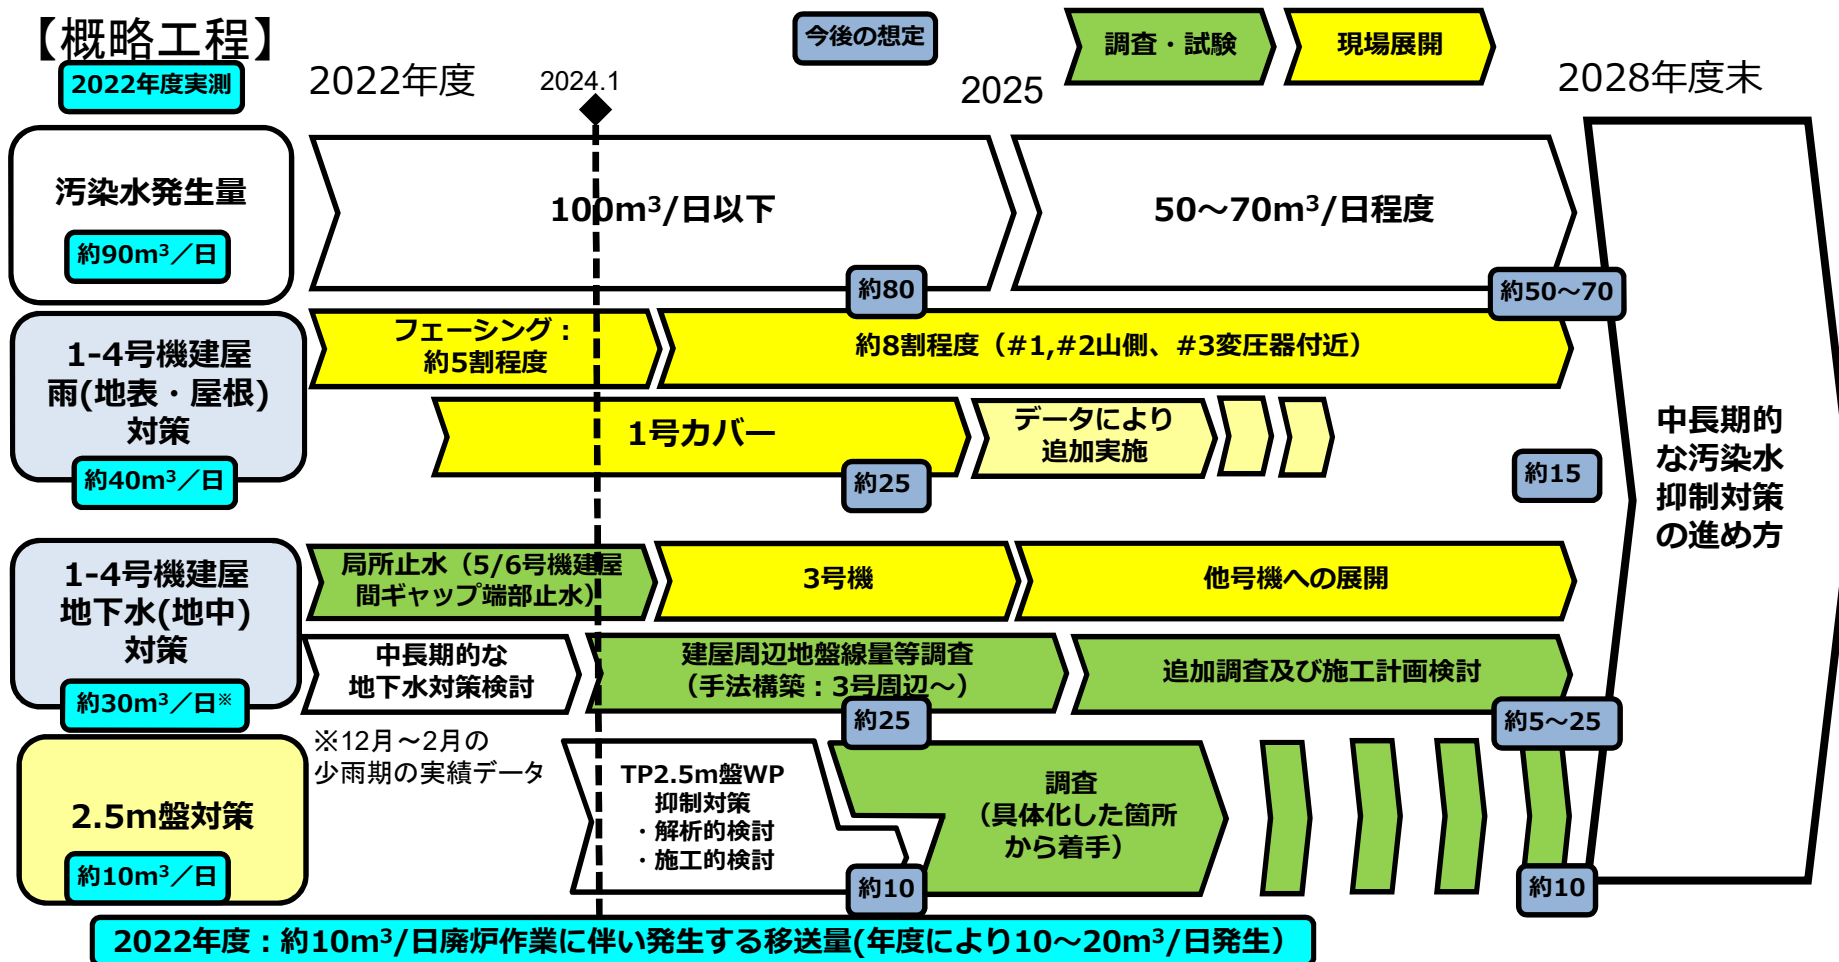 【概略工程】
今後の想定
調査・試験
現場展開
2022年度実測
2022年度
2024.1
2025
2028年度末
汚染水発生量
約90m³／日
100m³/日以下
50～70m³/日程度
約80
約50～70
1-4号機建屋
雨(地表・屋根)
対策
約40m³／日
フェーシング：
約5割程度
約8割程度（#1,#2山側、#3変圧器付近）
1号カバー
データにより
追加実施
約25
約15
中長期的
な汚染水
抑制対策
の進め方
1-4号機建屋
地下水(地中)
対策
約30m³／日※
局所止水（5/6号機建屋
間ギャップ端部止水）
3号機
他号機への展開
中長期的な
地下水対策検討
建屋周辺地盤線量等調査
（手法構築：3号周辺～）
追加調査及び施工計画検討
約25
約5～25
※12月～2月の
少雨期の実績データ
2.5m盤対策
約10m³／日
TP2.5m盤WP
抑制対策
・解析的検討
・施工的検討
調査
（具体化した箇所
から着手）
約10
約10
2022年度：約10m³/日廃炉作業に伴い発生する移送量(年度により10～20m³/日発生）